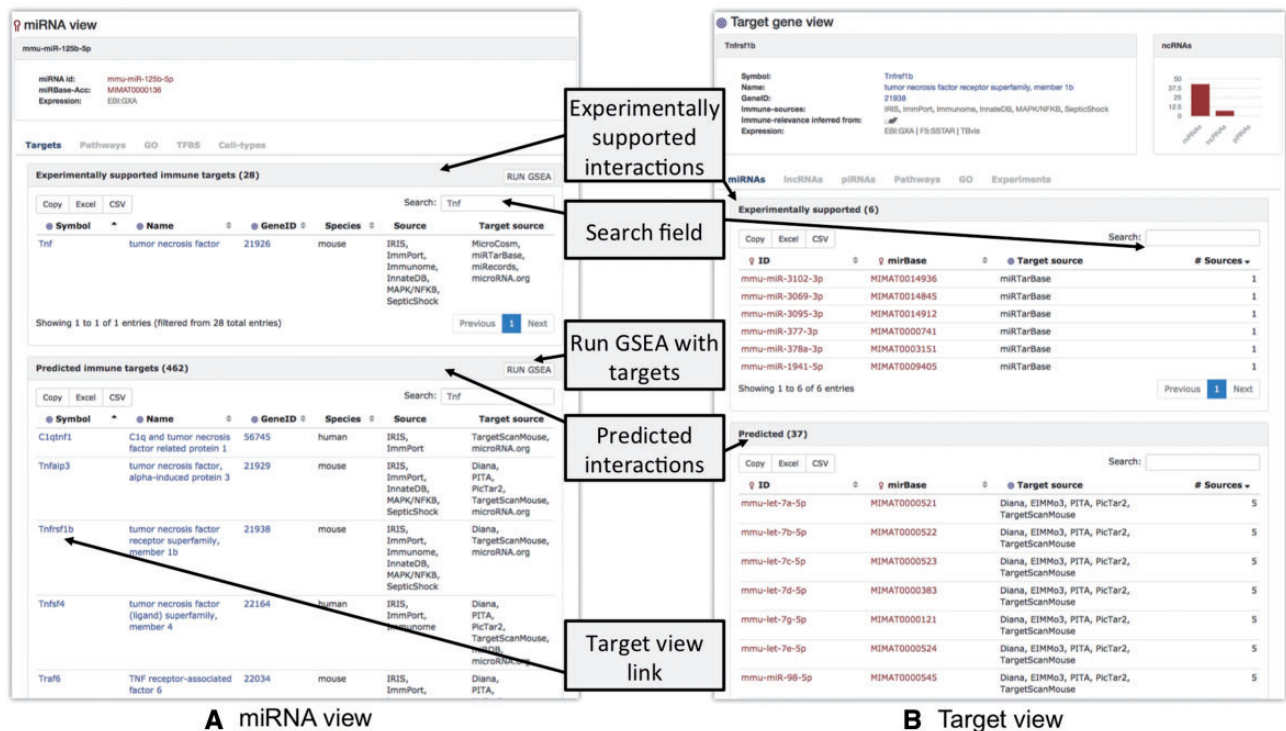 miRNA view
mmu-miR-125b-5p
miRNA id: mmu-miR-125b-5p
miRBase-Acc: MIMAT0000136
Expression: EBI:GXA
Targets Pathways GO TFBS Cell-types
Experimentally supported immune targets (28) RUN GSEA
Copy Excel CSV Search: Tnf
Symbol Name GeneID Species Source Target source
Tnf tumor necrosis factor 21926 mouse IRIS, MicroCosm,
ImmPort, miRTarBase,
Immunome, miRecords,
InnateDB, microRNA.org
MAPK/NFKB,
SepticShock
Showing 1 to 1 of 1 entries (filtered from 28 total entries) Previous 1 Next
Predicted immune targets (462) RUN GSEA
Copy Excel CSV Search: Tnf
Symbol Name GeneID Species Source Target source
C1qtnf1 C1q and tumor necrosis 56745 human IRIS, TargetScanMouse,
factor related protein 1 ImmPort microRNA.org
Tnfaip3 tumor necrosis factor, 21929 mouse IRIS, Diana,
alpha-induced protein 3 ImmPort, PITA,
InnateDB, PicTar2,
MAPK/NFKB, TargetScanMouse,
SepticShock microRNA.org
Tnfrsf1b tumor necrosis factor 21938 mouse IRIS, Diana,
receptor superfamily, ImmPort, TargetScanMouse,
member 1b Immunome, microRNA.org
InnateDB,
MAPK/NFKB,
SepticShock
Tnfsf4 tumor necrosis factor 22164 human IRIS, Diana,
(ligand) superfamily, ImmPort, PITA,
member 4 Immunome PicTar2,
TargetScanMouse,
miRDB,
microRNA.org
Traf6 TNF receptor-associated 22034 mouse IRIS, Diana,
factor 6 ImmPort, PITA,
A miRNA view
Experimentally
supported
interactions
Search field
Run GSEA with
targets
Predicted
interactions
Target view
link
Target gene view
Tnfrsf1b
Symbol: Tnfrsf1b
Name: tumor necrosis factor receptor superfamily, member 1b
GeneID: 21938
Immune-sources: IRIS, ImmPort, Immunome, InnateDB, MAPK/NFKB, SepticShock
Immune-relevance inferred from:
Expression: EBI:GXA | F5:SSTAR | TBvis
ncRNAs
50
37.5
25
12.5
0
miRNAs lncRNAs piRNAs
miRNAs lncRNAs piRNAs Pathways GO Experiments
Experimentally supported (6)
Copy Excel CSV Search:
ID mirBase Target source # Sources
mmu-miR-3102-3p MIMAT0014936 miRTarBase 1
mmu-miR-3069-3p MIMAT0014845 miRTarBase 1
mmu-miR-3095-3p MIMAT0014912 miRTarBase 1
mmu-miR-377-3p MIMAT0000741 miRTarBase 1
mmu-miR-378a-3p MIMAT0003151 miRTarBase 1
mmu-miR-1941-5p MIMAT0009405 miRTarBase 1
Showing 1 to 6 of 6 entries Previous 1 Next
Predicted (37)
Copy Excel CSV Search:
ID mirBase Target source # Sources
mmu-let-7a-5p MIMAT0000521 Diana, EIMMo3, PITA, PicTar2, 5
TargetScanMouse
mmu-let-7b-5p MIMAT0000522 Diana, EIMMo3, PITA, PicTar2, 5
TargetScanMouse
mmu-let-7c-5p MIMAT0000523 Diana, EIMMo3, PITA, PicTar2, 5
TargetScanMouse
mmu-let-7d-5p MIMAT0000383 Diana, EIMMo3, PITA, PicTar2, 5
TargetScanMouse
mmu-let-7g-5p MIMAT0000121 Diana, EIMMo3, PITA, PicTar2, 5
TargetScanMouse
mmu-let-7e-5p MIMAT0000524 Diana, EIMMo3, PITA, PicTar2, 5
TargetScanMouse
mmu-miR-98-5p MIMAT0000545 Diana, EIMMo3, PITA, PicTar2, 5
TargetScanMouse
B Target view